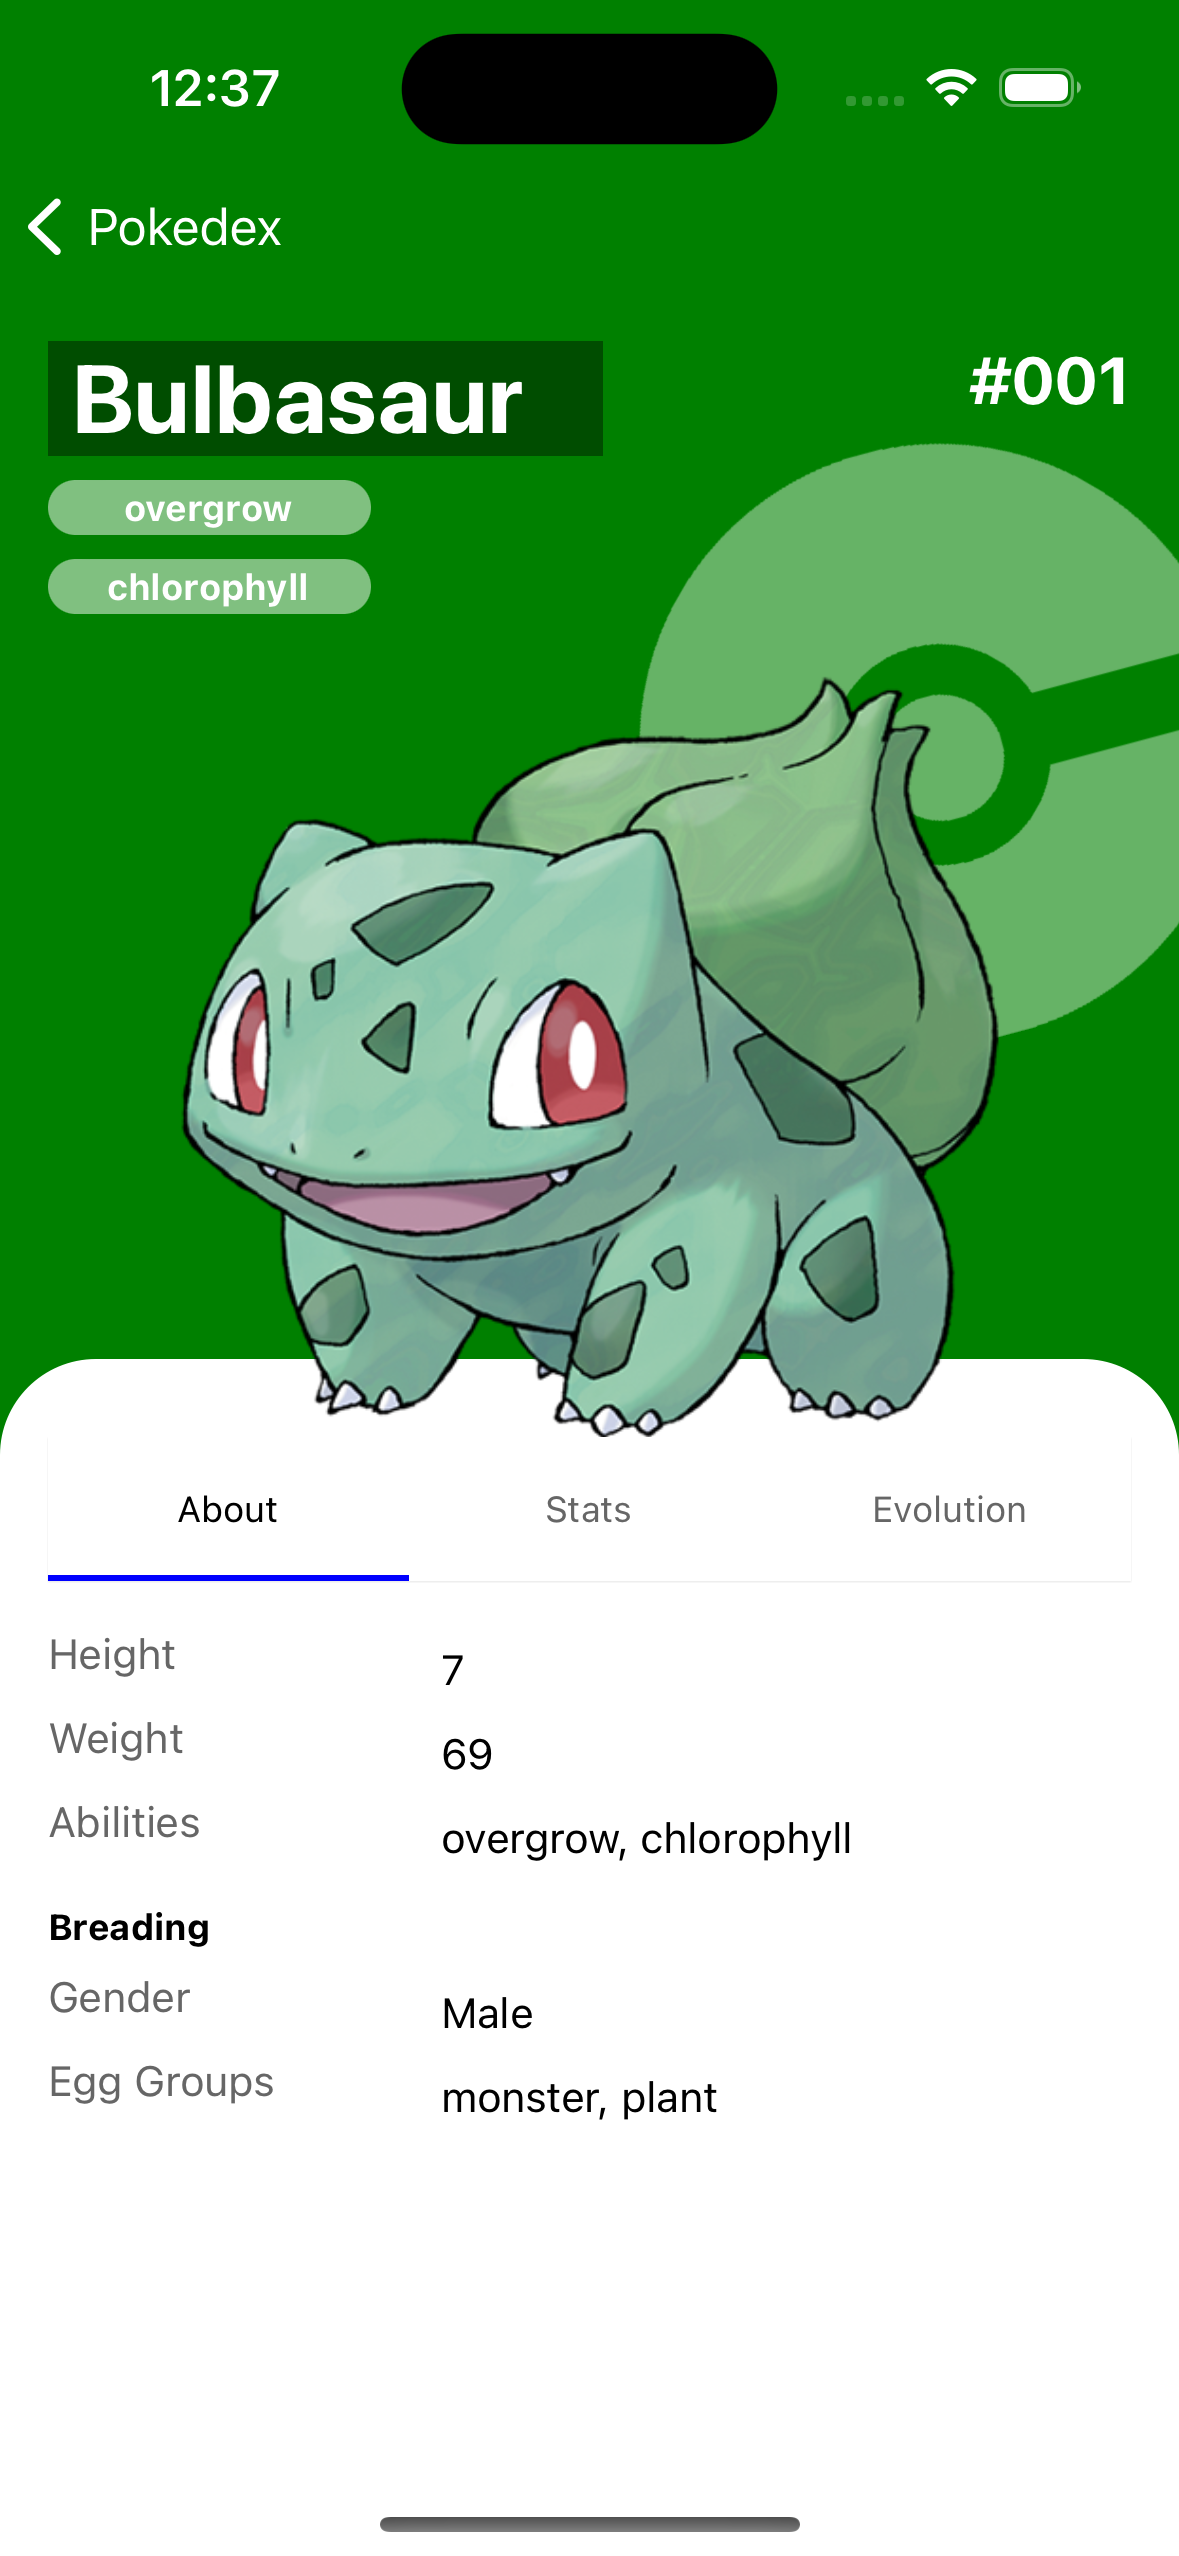 12:37
Pokedex
Bulbasaur
#001
overgrow
chlorophyll
About Stats Evolution
Height 7
Weight 69
Abilities overgrow, chlorophyll
Breading
Gender Male
Egg Groups monster, plant